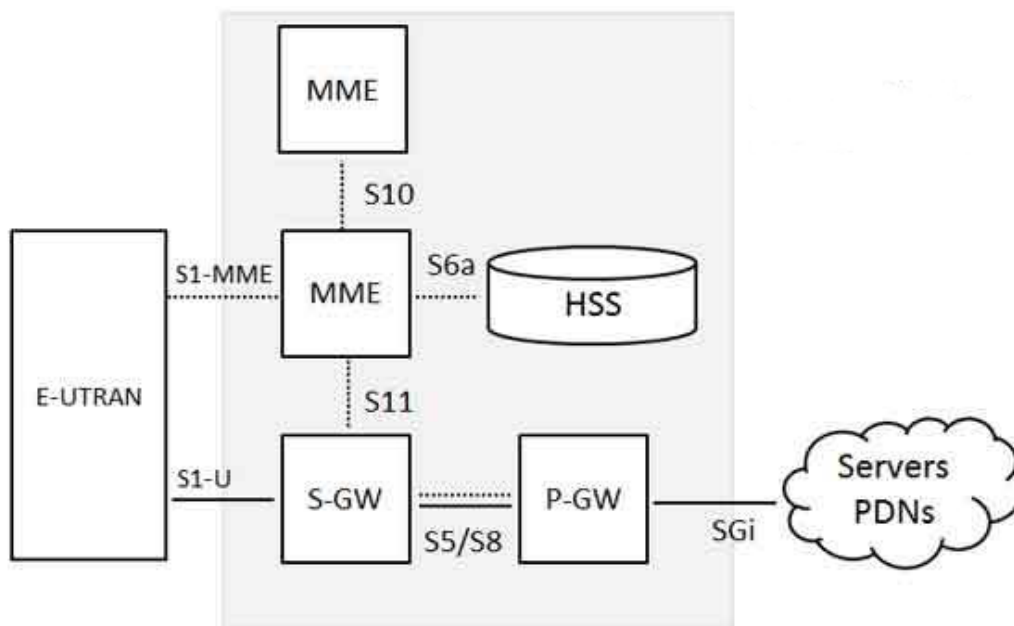 MME
S10
S1-MME
MME
S6a
HSS
E-UTRAN
S11
S1-U
S-GW
S5/S8
P-GW
SGi
Servers
PDNs